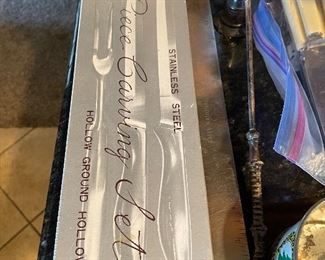 STAINLESS STEEL
Piece Carving Set
HOLLOW GROUND HOLLOW